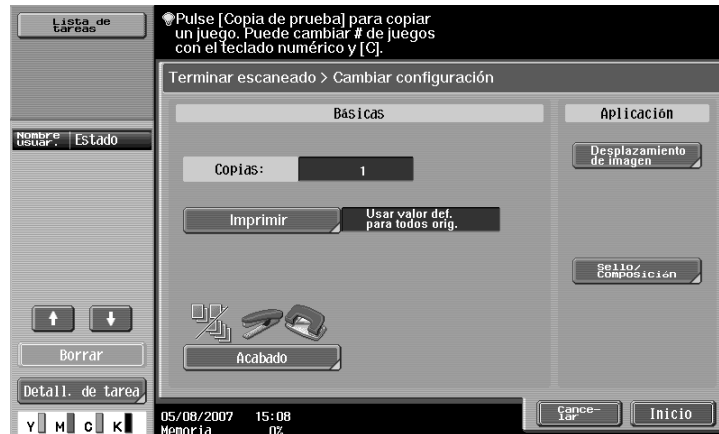 Lista de
tareas
Pulse [Copia de prueba] para copiar
un juego. Puede cambiar # de juegos
con el teclado numérico y [C].
Terminar escaneado > Cambiar configuración
Básicas
Aplicación
Nombre
usuar.
Estado
Copias:
1
Desplazamiento
de imagen
Imprimir
Usar valor def.
para todos orig.
Sello/
Composición
Acabado
Borrar
Detall. de tarea
Y M C K
05/08/2007 15:08
Memoria 0%
Cance-
lar
Inicio